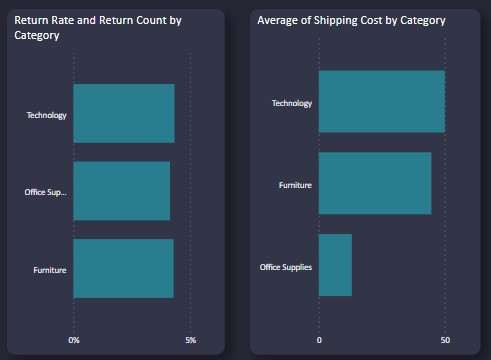 Return Rate and Return Count by
Category
Technology
Office Sup...
Furniture
0%
5%
Average of Shipping Cost by Category
Technology
Furniture
Office Supplies
0
50